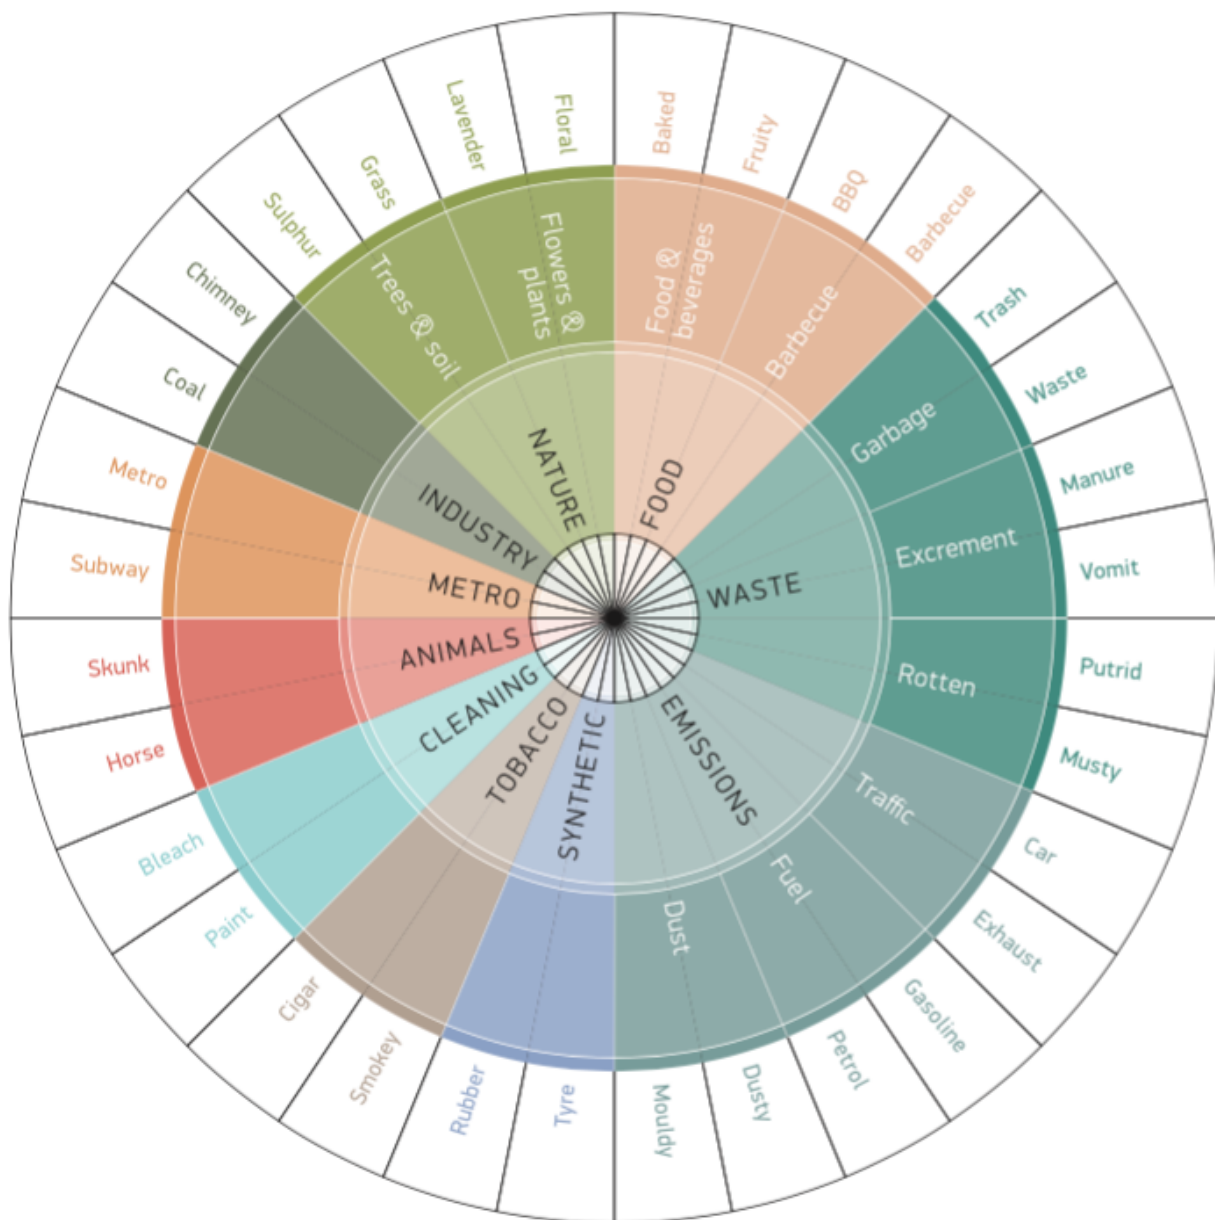 Baked
Fruity
BBQ
Barbecue
Trash
Waste
Manure
Vomit
Putrid
Musty
Car
Exhaust
Gasoline
Petrol
Dusty
Mouldy
Tyre
Rubber
Smokey
Cigar
Paint
Bleach
Horse
Skunk
Subway
Metro
Coal
Chimney
Sulphur
Grass
Lavender
Floral
Food &
beverages
Barbecue
Garbage
Excrement
Rotten
Traffic
Fuel
Dust
Trees & soil
Flowers &
plants
FOOD
WASTE
EMISSIONS
SYNTHETIC
TOBACCO
CLEANING
ANIMALS
METRO
INDUSTRY
NATURE